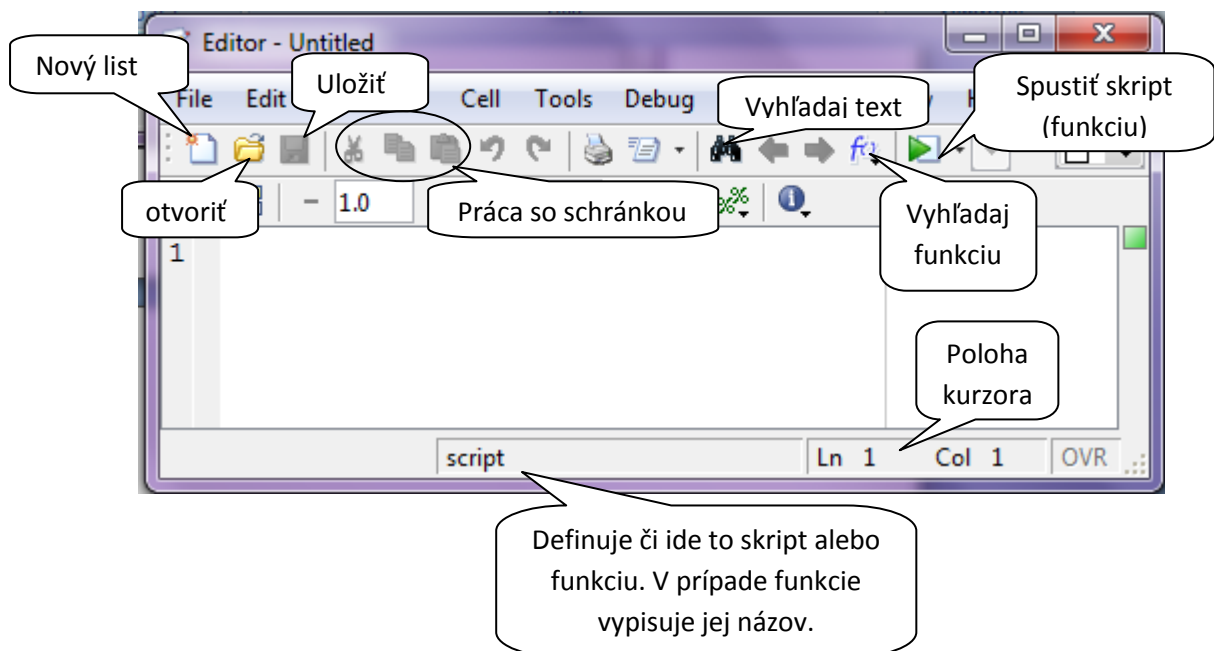 Editor - Untitled
Nový list
Uložiť
Spustiť skript
(funkciu)
File Edit Cell Tools Debug
Vyhľadaj text
otvoriť
1.0
Práca so schránkou
Vyhľadaj
funkciu
1
Poloha
kurzora
script Ln 1 Col 1 OVR
Definuje či ide to skript alebo
funkciu. V prípade funkcie
vypisuje jej názov.